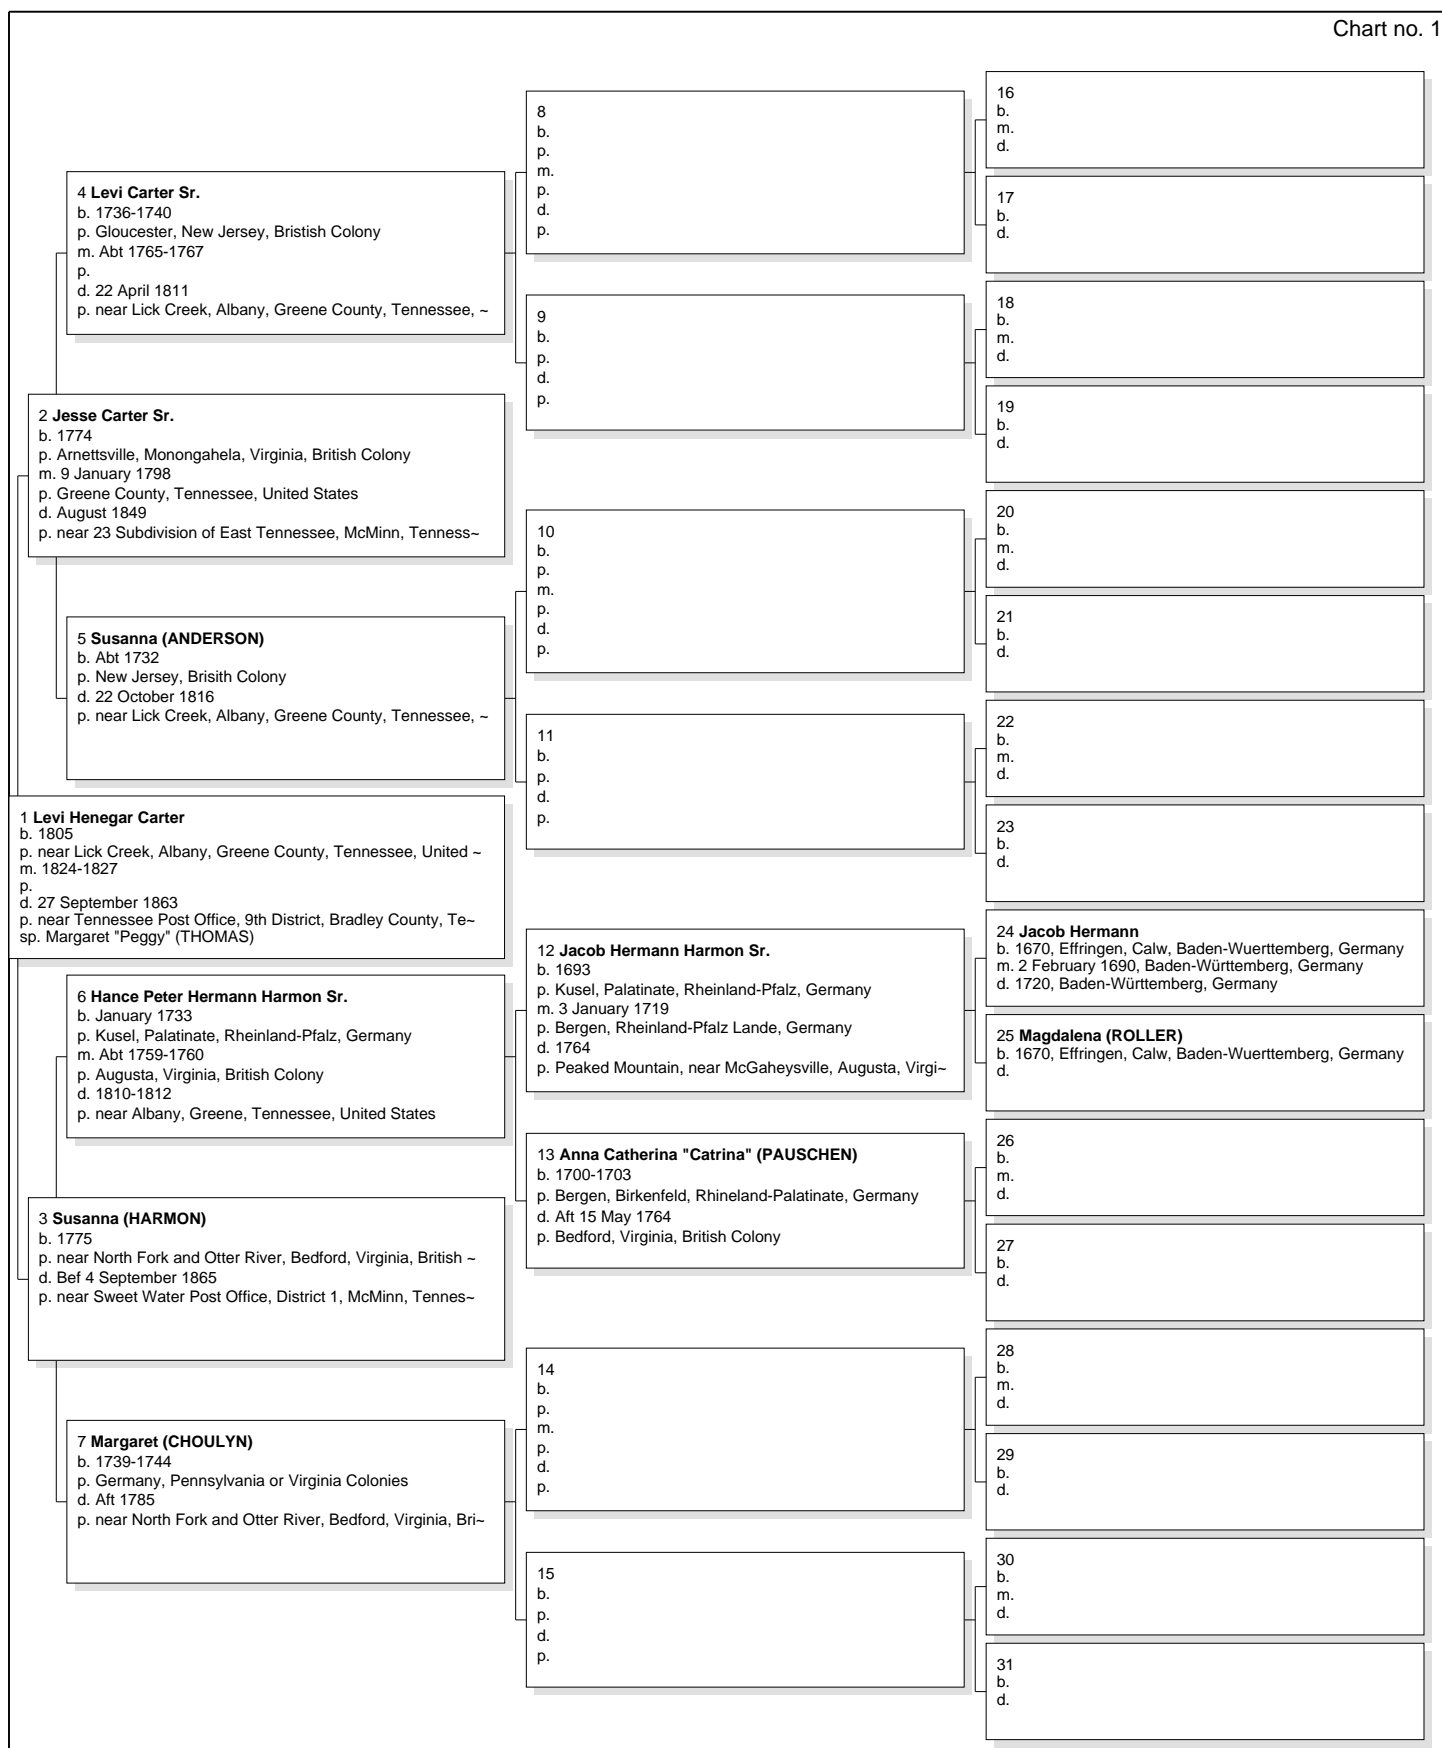 Chart no. 1
1 Levi Henegar Carter
b. 1805
p. near Lick Creek, Albany, Greene County, Tennessee, United ~
m. 1824-1827
p.
d. 27 September 1863
p. near Tennessee Post Office, 9th District, Bradley County, Te~
sp. Margaret "Peggy" (THOMAS)
2 Jesse Carter Sr.
b. 1774
p. Arnettsville, Monongahela, Virginia, British Colony
m. 9 January 1798
p. Greene County, Tennessee, United States
d. August 1849
p. near 23 Subdivision of East Tennessee, McMinn, Tenness~
3 Susanna (HARMON)
b. 1775
p. near North Fork and Otter River, Bedford, Virginia, British ~
d. Bef 4 September 1865
p. near Sweet Water Post Office, District 1, McMinn, Tennes~
4 Levi Carter Sr.
b. 1736-1740
p. Gloucester, New Jersey, Bristish Colony
m. Abt 1765-1767
p.
d. 22 April 1811
p. near Lick Creek, Albany, Greene County, Tennessee, ~
5 Susanna (ANDERSON)
b. Abt 1732
p. New Jersey, Brisith Colony
d. 22 October 1816
p. near Lick Creek, Albany, Greene County, Tennessee, ~
6 Hance Peter Hermann Harmon Sr.
b. January 1733
p. Kusel, Palatinate, Rheinland-Pfalz, Germany
m. Abt 1759-1760
p. Augusta, Virginia, British Colony
d. 1810-1812
p. near Albany, Greene, Tennessee, United States
7 Margaret (CHOULYN)
b. 1739-1744
p. Germany, Pennsylvania or Virginia Colonies
d. Aft 1785
p. near North Fork and Otter River, Bedford, Virginia, Bri~
8
b.
p.
m.
p.
d.
p.
9
b.
p.
d.
p.
10
b.
p.
m.
p.
d.
p.
11
b.
p.
d.
p.
12 Jacob Hermann Harmon Sr.
b. 1693
p. Kusel, Palatinate, Rheinland-Pfalz, Germany
m. 3 January 1719
p. Bergen, Rheinland-Pfalz Lande, Germany
d. 1764
p. Peaked Mountain, near McGaheysville, Augusta, Virgi~
13 Anna Catherina "Catrina" (PAUSCHEN)
b. 1700-1703
p. Bergen, Birkenfeld, Rhineland-Palatinate, Germany
d. Aft 15 May 1764
p. Bedford, Virginia, British Colony
14
b.
p.
m.
p.
d.
p.
15
b.
p.
d.
p.
16
b.
m.
d.
17
b.
d.
18
b.
m.
d.
19
b.
d.
20
b.
m.
d.
21
b.
d.
22
b.
m.
d.
23
b.
d.
24 Jacob Hermann
b. 1670, Effringen, Calw, Baden-Wuerttemberg, Germany
m. 2 February 1690, Baden-Württemberg, Germany
d. 1720, Baden-Württemberg, Germany
25 Magdalena (ROLLER)
b. 1670, Effringen, Calw, Baden-Wuerttemberg, Germany
d.
26
b.
m.
d.
27
b.
d.
28
b.
m.
d.
29
b.
d.
30
b.
m.
d.
31
b.
d.